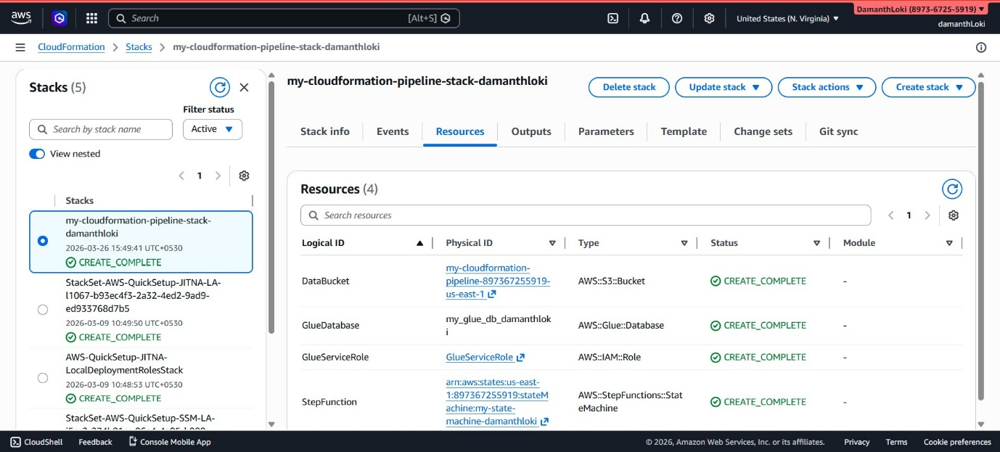 aws
Search [Alt+S]
United States (N. Virginia) ▼
DamanthLoki (8973-6725-5919) ▼
damanthLoki
CloudFormation > Stacks > my-cloudformation-pipeline-stack-damanthloki
Stacks (5)
Filter status
Search by stack name
Active ▼
View nested
1
Stacks
my-cloudformation-pipeline-stack-
damanthloki
2026-03-26 15:49:41 UTC+0530
CREATE_COMPLETE
StackSet-AWS-QuickSetup-JITNA-LA-
l1067-b93ec4f3-2a32-4ed2-9ad9-
ed933768d7b5
2026-03-09 10:49:50 UTC+0530
CREATE_COMPLETE
AWS-QuickSetup-JITNA-
LocalDeploymentRolesStack
2026-03-09 10:48:53 UTC+0530
CREATE_COMPLETE
StackSet-AWS-QuickSetup-SSM-LA-
my-cloudformation-pipeline-stack-damanthloki
Delete stack
Update stack ▼
Stack actions ▼
Create stack ▼
Stack info
Events
Resources
Outputs
Parameters
Template
Change sets
Git sync
Resources (4)
Search resources
1
Logical ID
Physical ID
Type
Status
Module
DataBucket
my-cloudformation-
pipeline-897367255919-
us-east-1
AWS::S3::Bucket
CREATE_COMPLETE
-
GlueDatabase
my_glue_db_damanthlok
i
AWS::Glue::Database
CREATE_COMPLETE
-
GlueServiceRole
GlueServiceRole
AWS::IAM::Role
CREATE_COMPLETE
-
StepFunction
arn:aws:states:us-east-
1:897367255919:stateM
achine:my-state-
machine-damanthloki
AWS::StepFunctions::Stat
eMachine
CREATE_COMPLETE
-
CloudShell
Feedback
Console Mobile App
© 2026, Amazon Web Services, Inc. or its affiliates.
Privacy
Terms
Cookie preferences